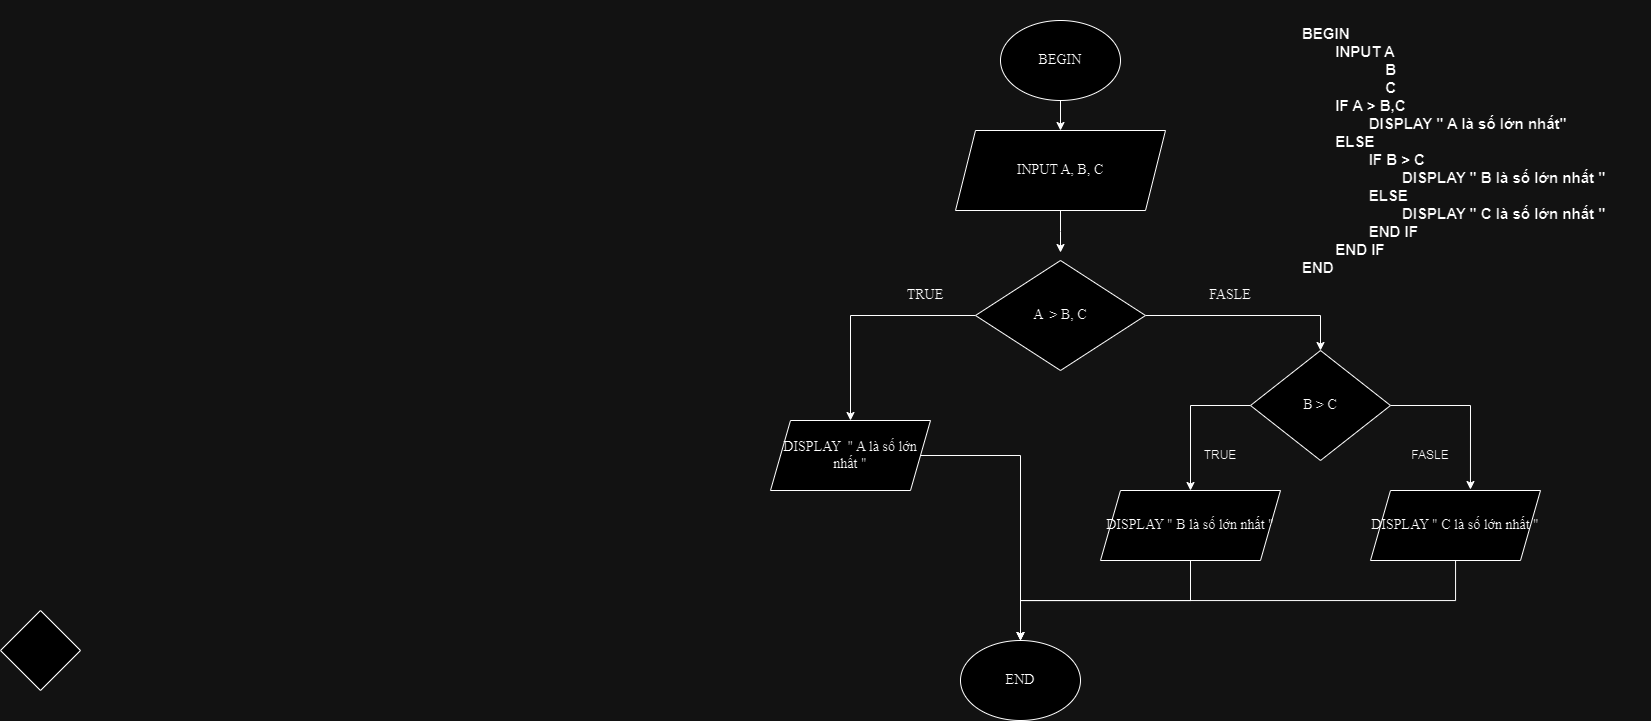 BEGIN
INPUT A, B, C
A > B, C
TRUE
FASLE
B > C
TRUE
FASLE
DISPLAY " A là số lớn
nhất "
DISPLAY " B là số lớn nhất "
DISPLAY " C là số lớn nhất "
END
BEGIN
INPUT A
B
C
IF A > B,C
DISPLAY " A là số lớn nhất"
ELSE
IF B > C
DISPLAY " B là số lớn nhất "
ELSE
DISPLAY " C là số lớn nhất "
END IF
END IF
END